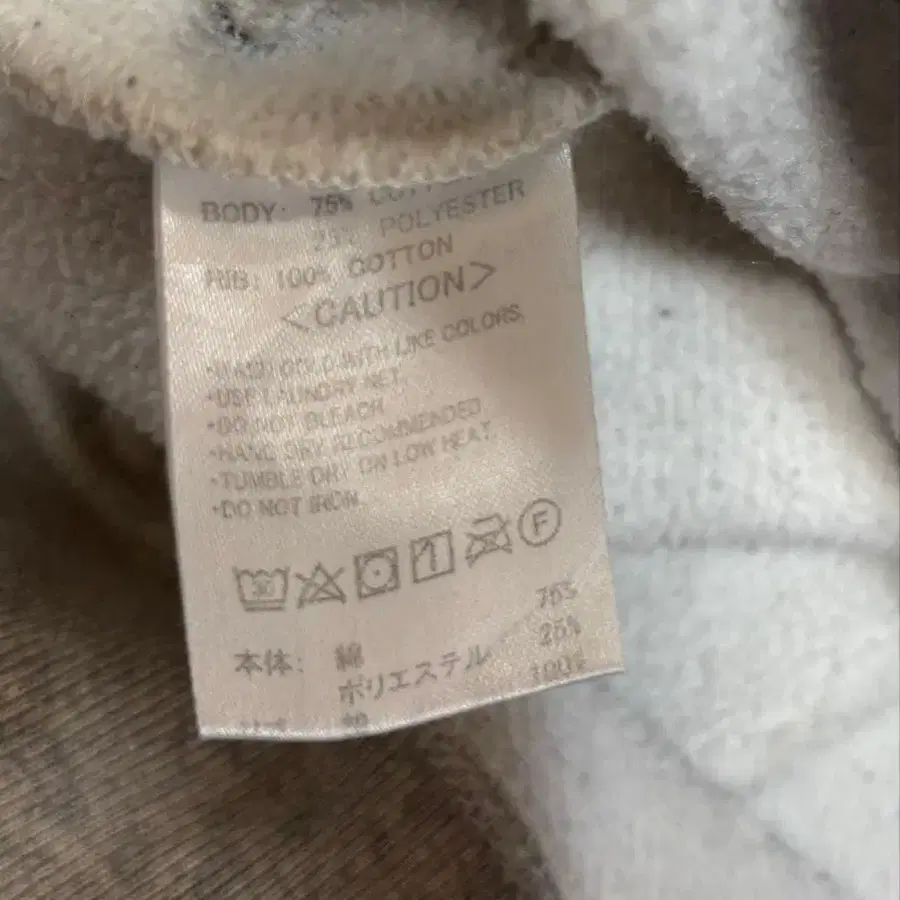 BODY: 75% COTTON
25% POLYESTER
RIB: 100% COTTON
<CAUTION>
•WASH COLD WITH LIKE COLORS.
•USE LAUNDRY NET.
•DO NOT BLEACH
•HANG DRY RECOMMENDED
•TUMBLE DRY ON LOW HEAT.
•DO NOT IRON.
30 F
本体: 綿 75%
ポリエステル 25%
100%